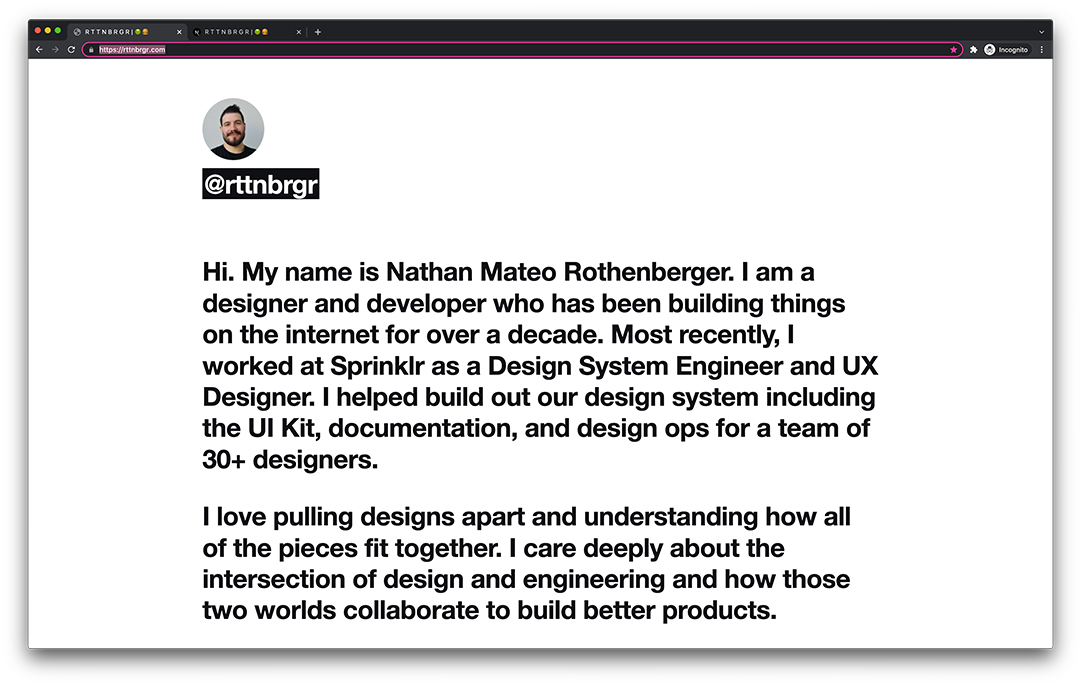 RTTNBRGR|🤢🍔 RTTNBRGR|🤢🍔
https://rttnbrgr.com Incognito
@rttnbrgr
Hi. My name is Nathan Mateo Rothenberger. I am a
designer and developer who has been building things
on the internet for over a decade. Most recently, I
worked at Sprinklr as a Design System Engineer and UX
Designer. I helped build out our design system including
the UI Kit, documentation, and design ops for a team of
30+ designers.
I love pulling designs apart and understanding how all
of the pieces fit together. I care deeply about the
intersection of design and engineering and how those
two worlds collaborate to build better products.